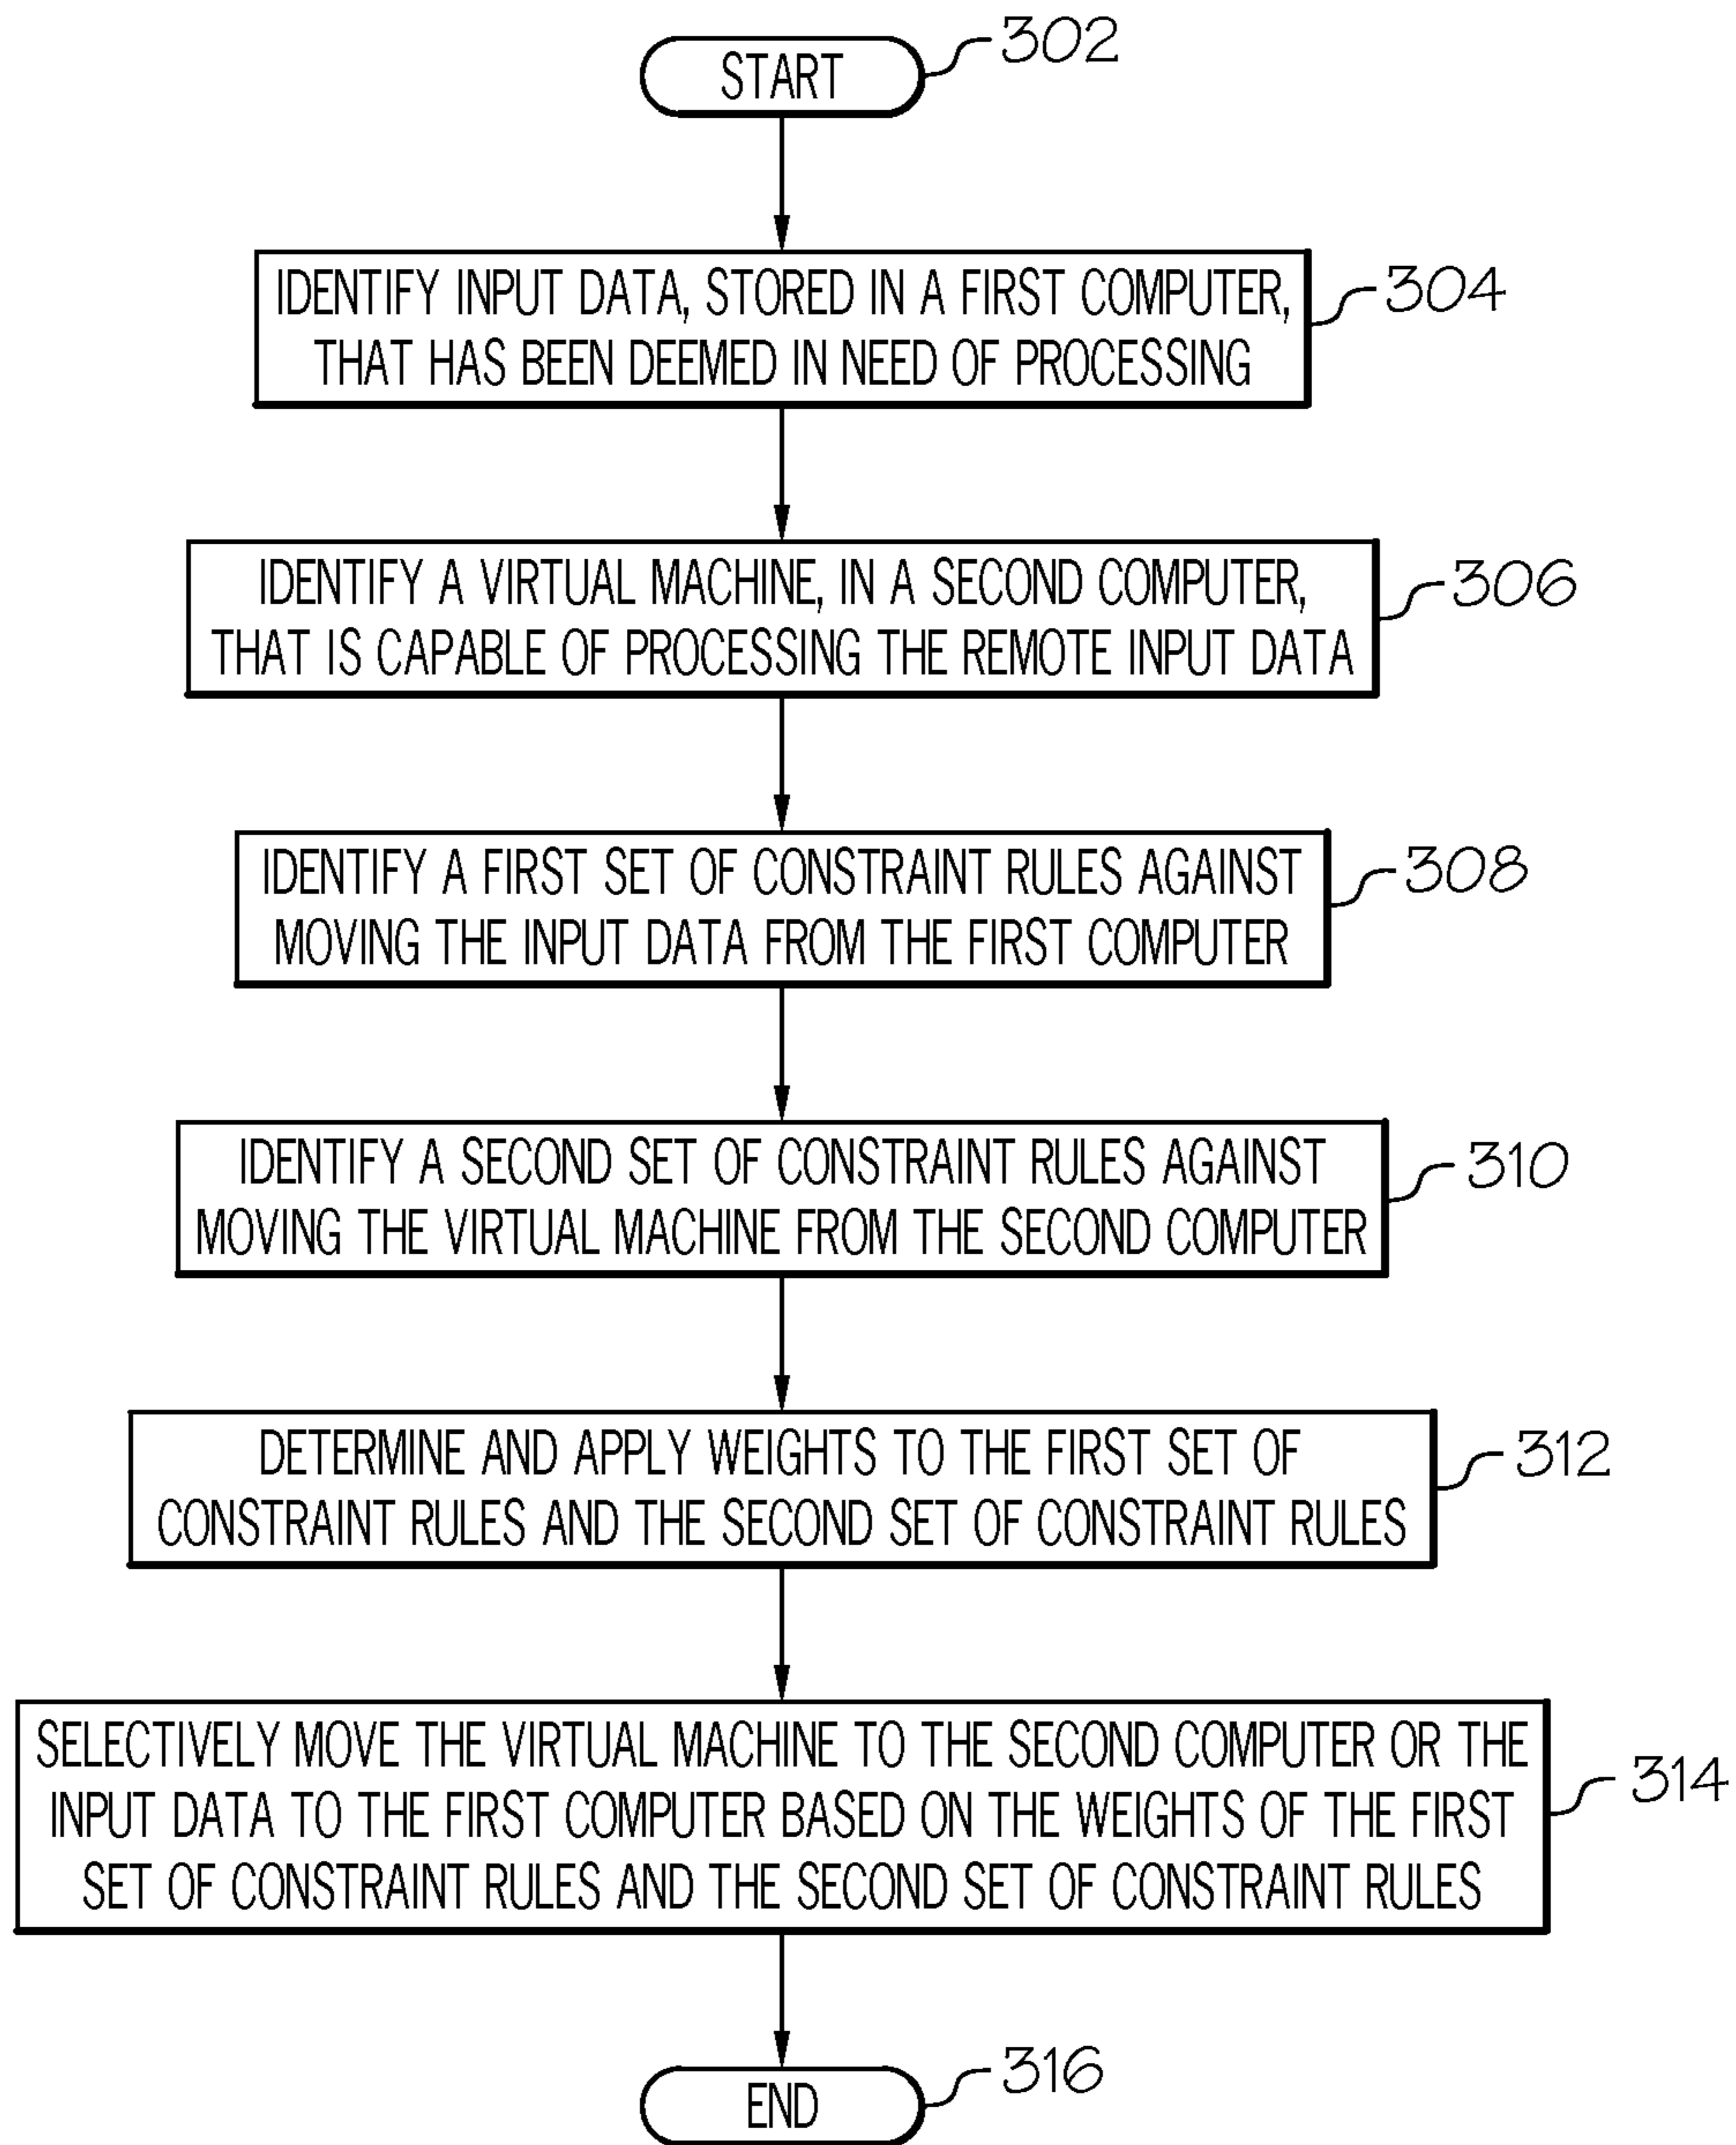 START
302
IDENTIFY INPUT DATA, STORED IN A FIRST COMPUTER,
THAT HAS BEEN DEEMED IN NEED OF PROCESSING
304
IDENTIFY A VIRTUAL MACHINE, IN A SECOND COMPUTER,
THAT IS CAPABLE OF PROCESSING THE REMOTE INPUT DATA
306
IDENTIFY A FIRST SET OF CONSTRAINT RULES AGAINST
MOVING THE INPUT DATA FROM THE FIRST COMPUTER
308
IDENTIFY A SECOND SET OF CONSTRAINT RULES AGAINST
MOVING THE VIRTUAL MACHINE FROM THE SECOND COMPUTER
310
DETERMINE AND APPLY WEIGHTS TO THE FIRST SET OF
CONSTRAINT RULES AND THE SECOND SET OF CONSTRAINT RULES
312
SELECTIVELY MOVE THE VIRTUAL MACHINE TO THE SECOND COMPUTER OR THE
INPUT DATA TO THE FIRST COMPUTER BASED ON THE WEIGHTS OF THE FIRST
SET OF CONSTRAINT RULES AND THE SECOND SET OF CONSTRAINT RULES
314
END
316